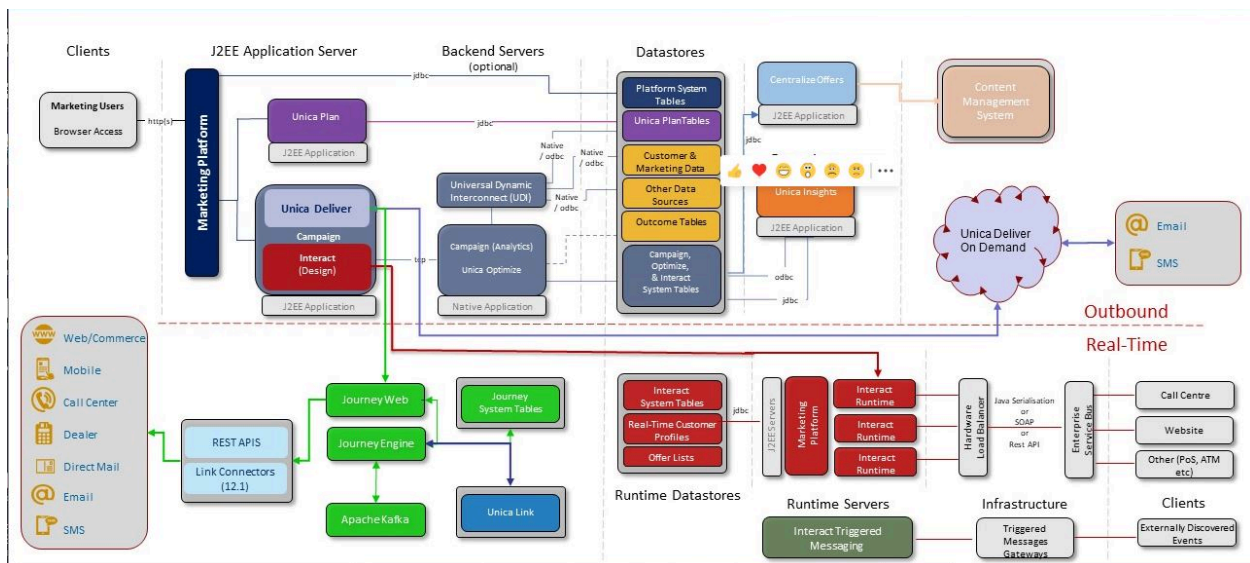 Clients
J2EE Application Server
Backend Servers
(optional)
Datastores
Marketing Users
Browser Access
http(s)
Marketing Platform
jdbc
Unica Plan
J2EE Application
jdbc
Unica Deliver
Campaign
Interact
(Design)
J2EE Application
tcp
Universal Dynamic
Interconnect (UDI)
Campaign (Analytics)
Unica Optimize
Native Application
Native
/ odbc
Native
/ odbc
Platform System
Tables
Unica PlanTables
Customer &
Marketing Data
Other Data
Sources
Outcome Tables
Campaign,
Optimize,
& Interact
System Tables
Centralize Offers
J2EE Application
jdbc
Unica Insights
J2EE Application
odbc
jdbc
Content
Management
System
Unica Deliver
On Demand
Email
SMS
Outbound
Real-Time
www
Web/Commerce
Mobile
Call Center
Dealer
Direct Mail
Email
SMS
REST APIS
Link Connectors
(12.1)
Journey Web
Journey Engine
Apache Kafka
Journey
System Tables
Unica Link
Interact
System Tables
Real-Time Customer
Profiles
Offer Lists
Runtime Datastores
jdbc
J2EE Servers
Marketing
Platform
Interact
Runtime
Interact
Runtime
Interact
Runtime
Runtime Servers
Interact Triggered
Messaging
Hardware
Load Balancer
Java Serialisation
or
SOAP
or
Rest API
Enterprise
Service Bus
Infrastructure
Triggered
Messages
Gateways
Call Centre
Website
Other (PoS, ATM
etc)
Clients
Externally Discovered
Events